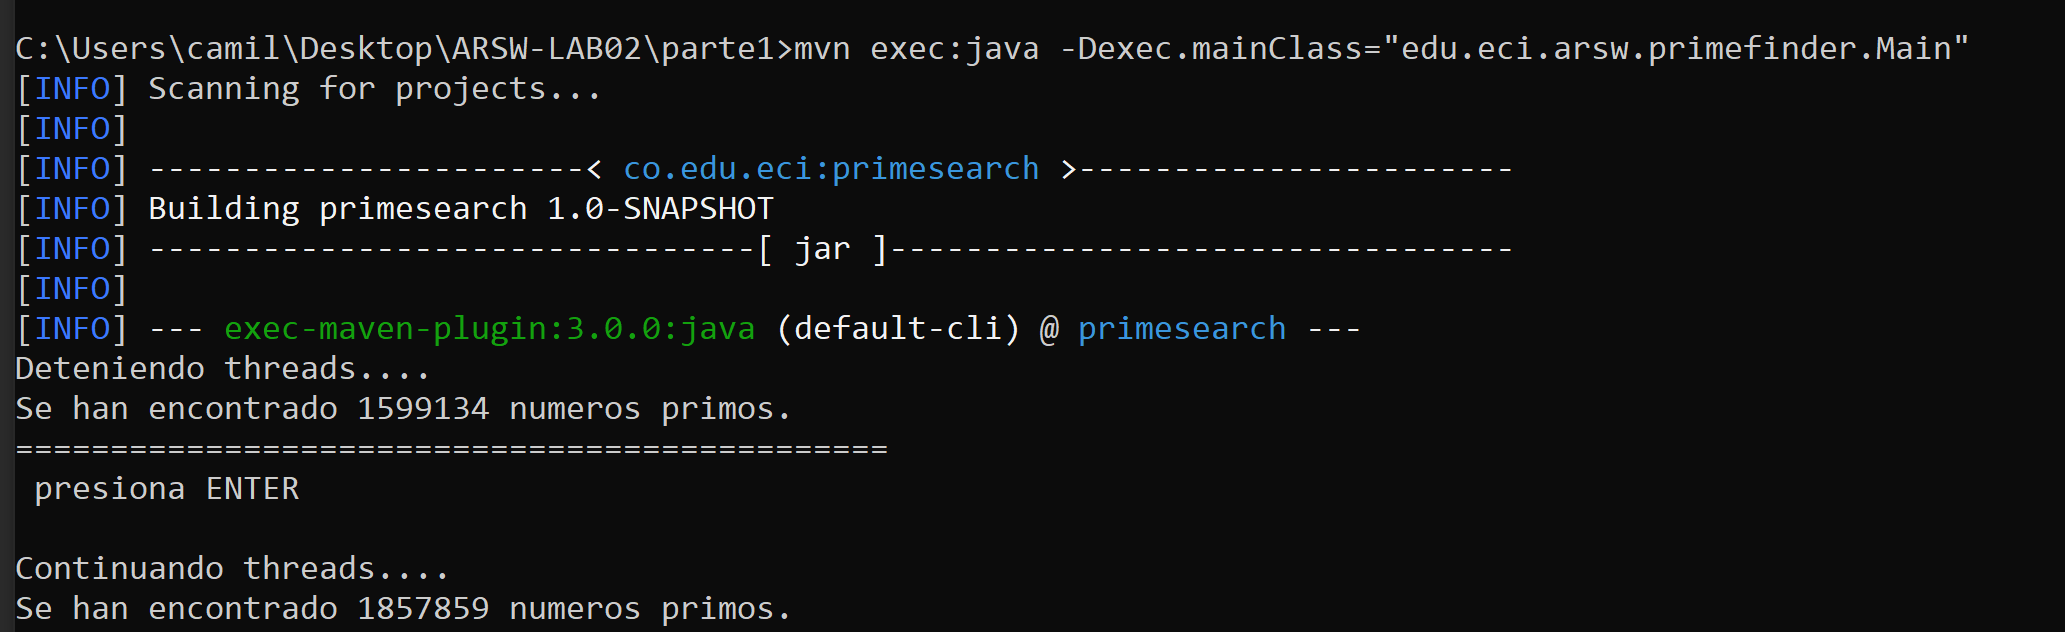 C:\Users\camil\Desktop\ARSW-LAB02\parte1>mvn exec:java -Dexec.mainClass="edu.eci.arsw.primefinder.Main"
[INFO] Scanning for projects...
[INFO]
[INFO] -----------------------< co.edu.eci:primesearch >-----------------------
[INFO] Building primesearch 1.0-SNAPSHOT
[INFO] --------------------------------[ jar ]---------------------------------
[INFO]
[INFO] --- exec-maven-plugin:3.0.0:java (default-cli) @ primesearch ---
Deteniendo threads....
Se han encontrado 1599134 numeros primos.
==============================================
presiona ENTER
Continuando threads....
Se han encontrado 1857859 numeros primos.